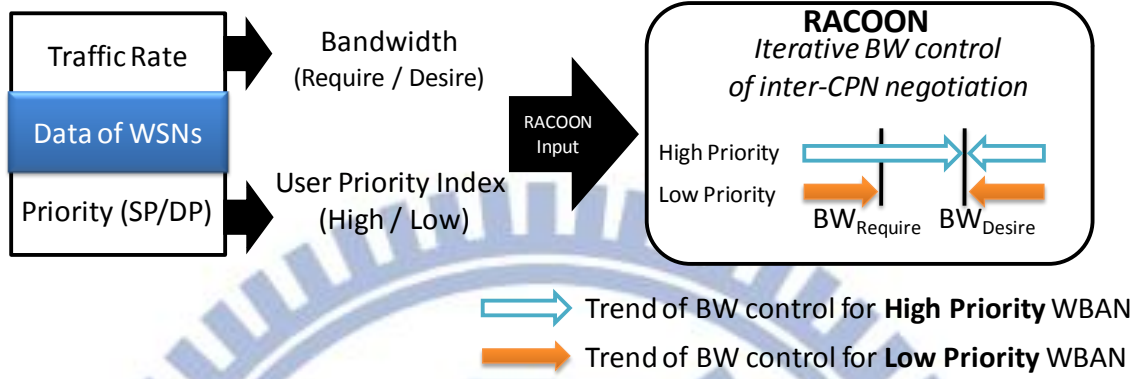 Traffic Rate
Data of WSNs
Priority (SP/DP)
Bandwidth
(Require / Desire)
User Priority Index
(High / Low)
RACOON
Input
RACOON
Iterative BW control
of inter-CPN negotiation
High Priority
Low Priority
BWRequire BWDesire
Trend of BW control for High Priority WBAN
Trend of BW control for Low Priority WBAN